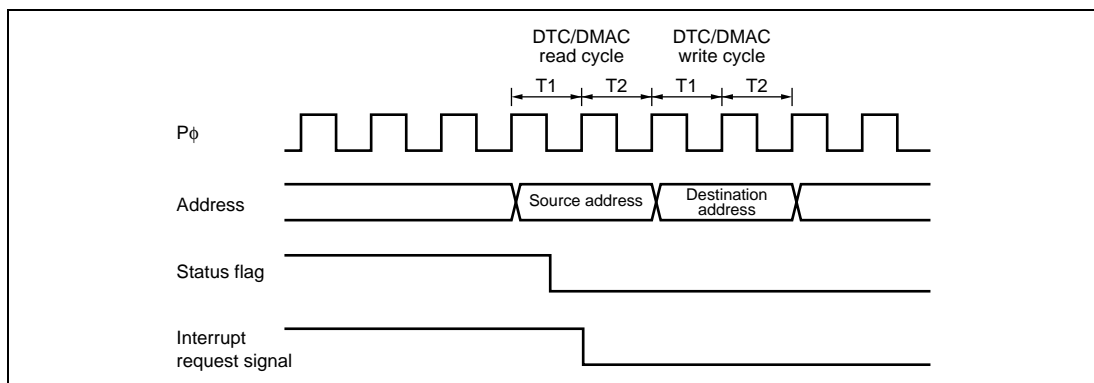 DTC/DMAC
read cycle
DTC/DMAC
write cycle
T1 T2 T1 T2
Pϕ
Address
Source address
Destination
address
Status flag
Interrupt
request signal